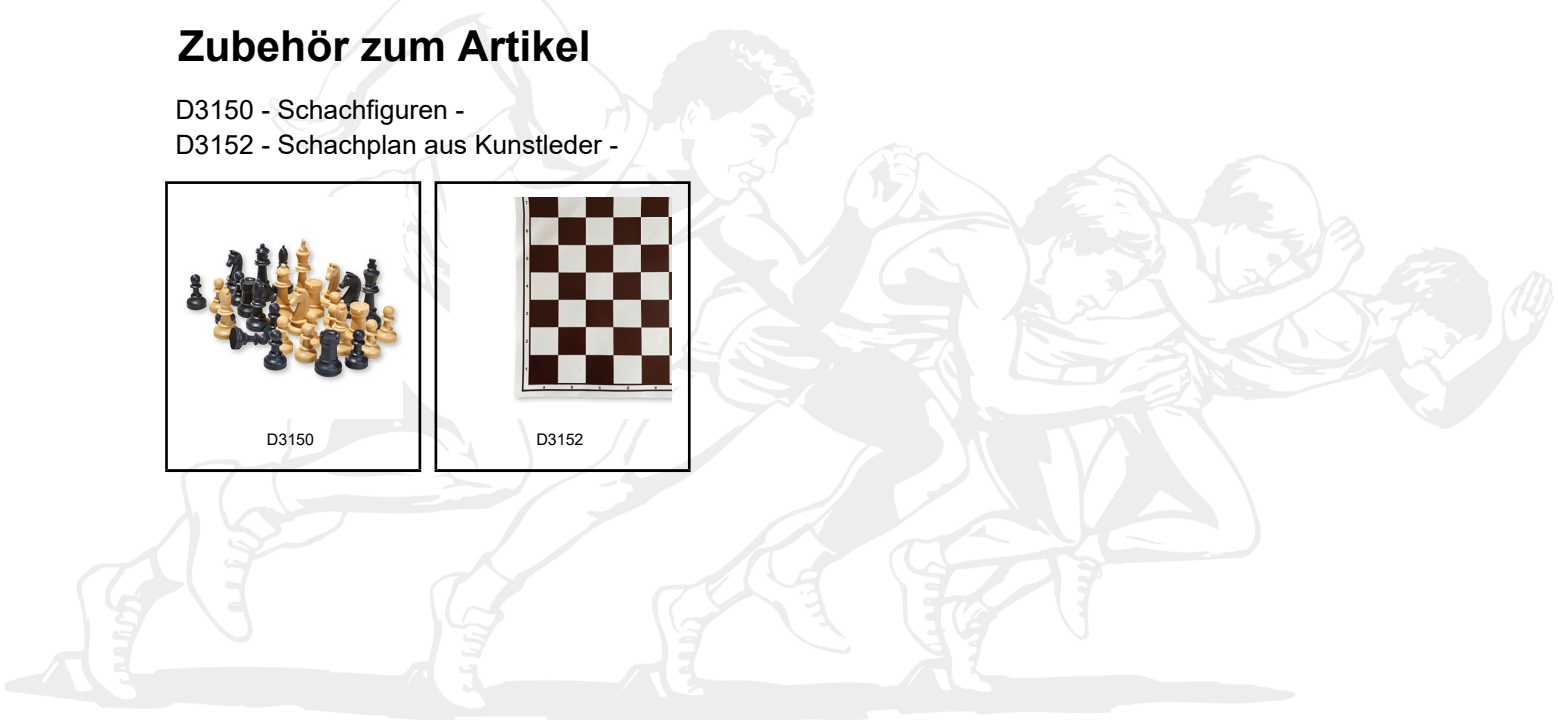 Zubehör zum Artikel
D3150 - Schachfiguren -
D3152 - Schachplan aus Kunstleder -
D3150
D3152